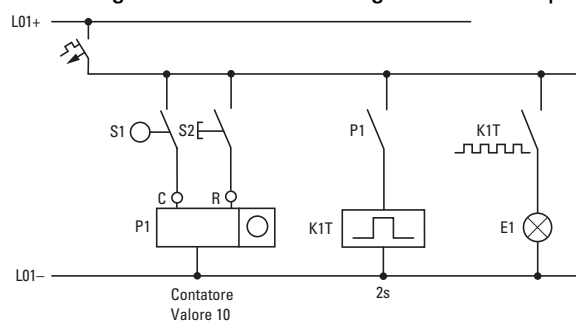 L01+
S1
S2
P1
K1T
C
R
P1
K1T
E1
L01–
Contatore
Valore 10
2s